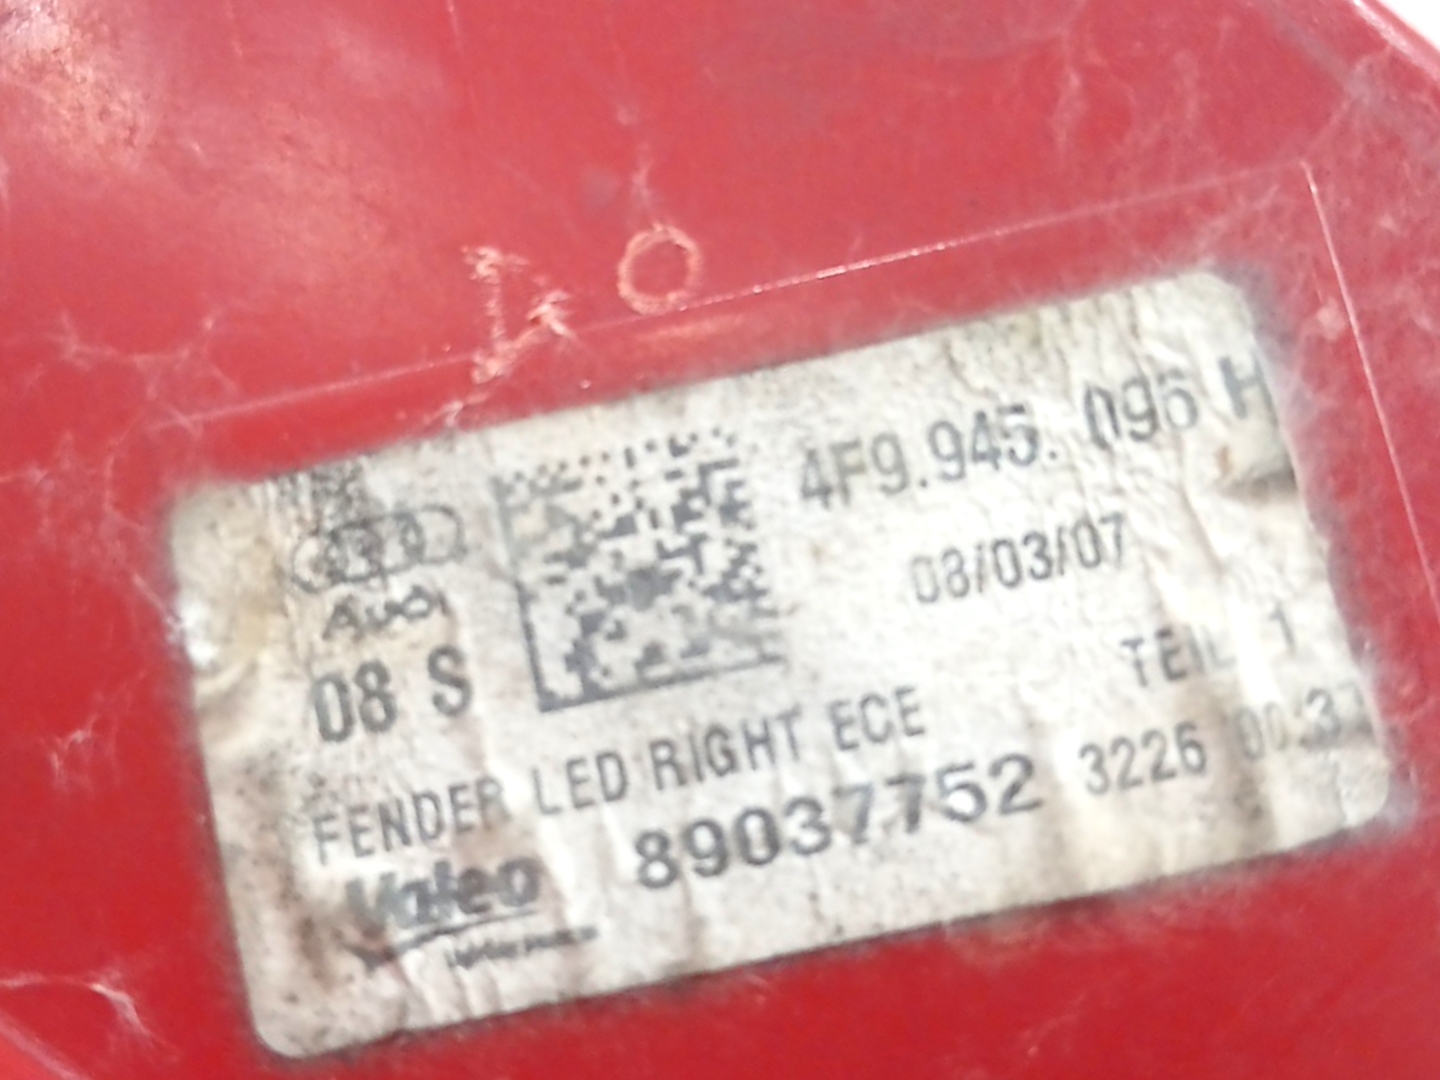 4F9.945. 096 H
Audi
08/03/07
08 S
TEIL 1
FENDER LED RIGHT ECE
Valeo
89037752 3226